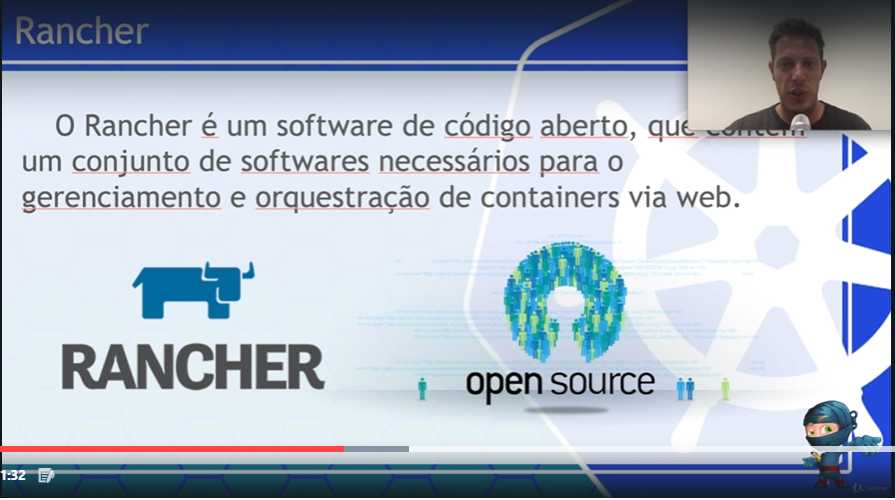 Rancher
O Rancher é um software de código aberto, que contém
um conjunto de softwares necessários para o
gerenciamento e orquestração de containers via web.
RANCHER
open source
1:32